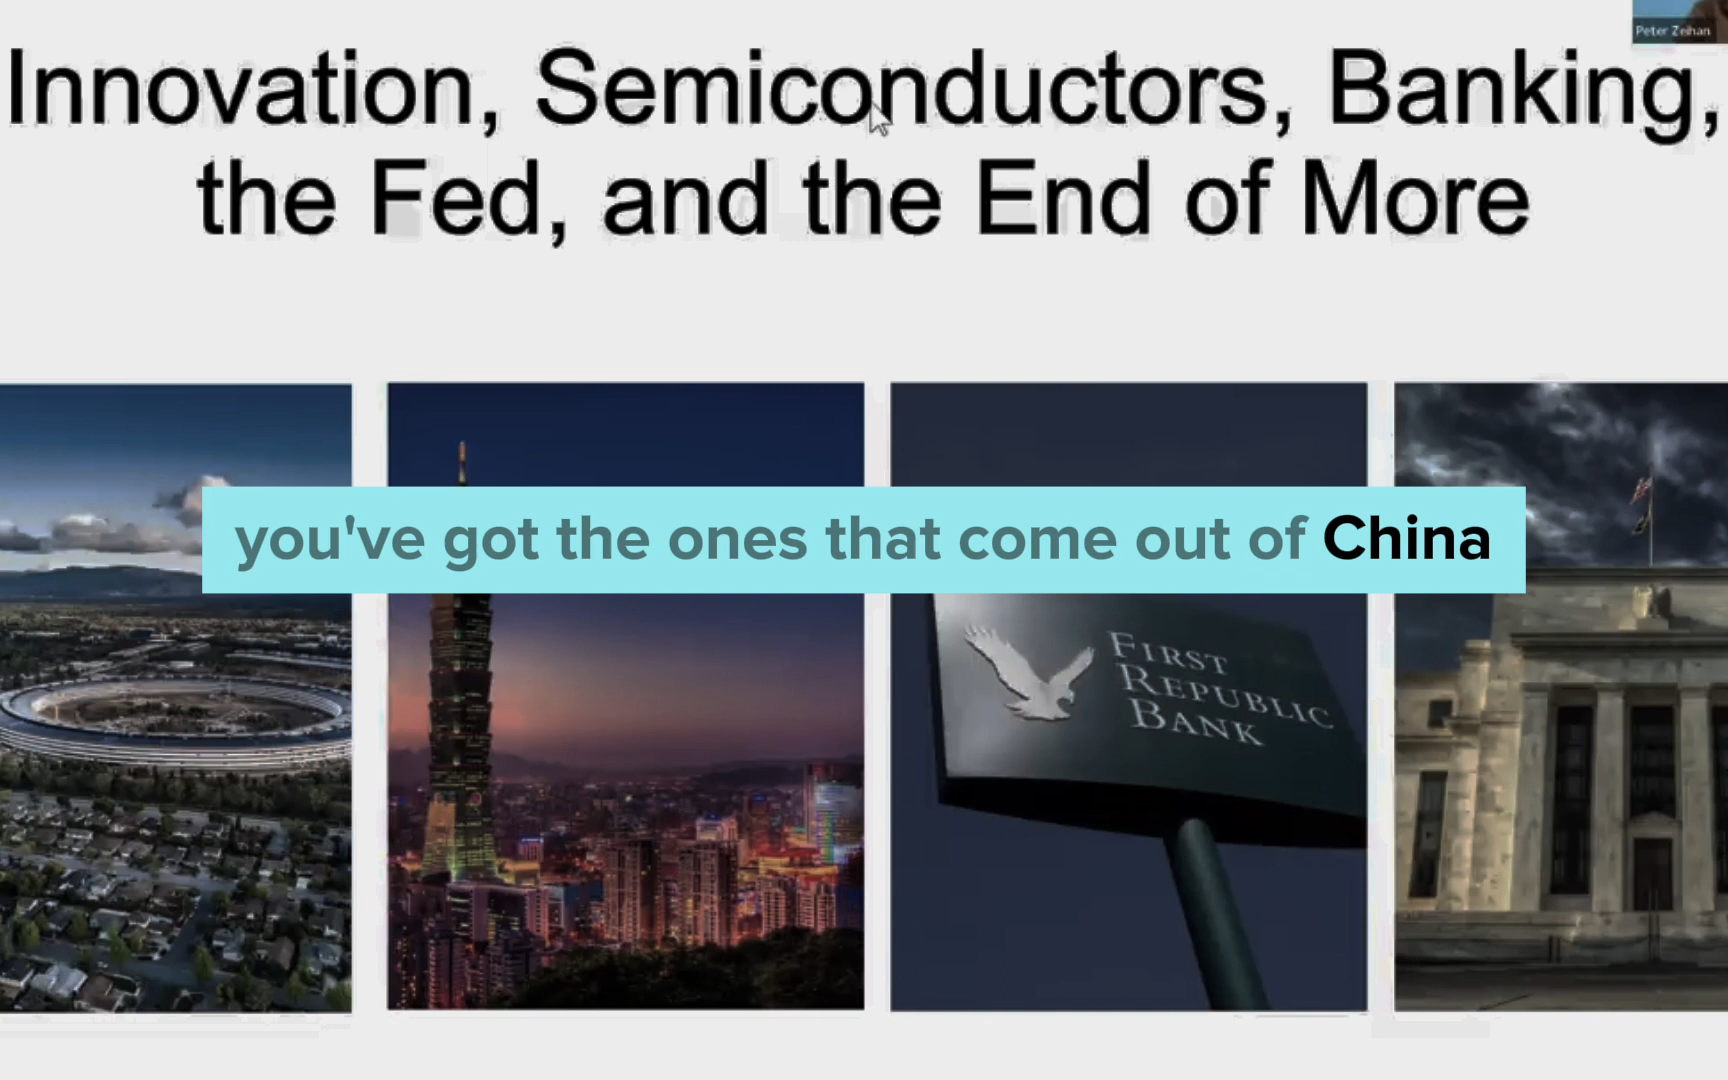 Peter Zeihan
Innovation, Semiconductors, Banking,
the Fed, and the End of More
you've got the ones that come out of China
FIRST
REPUBLIC
BANK